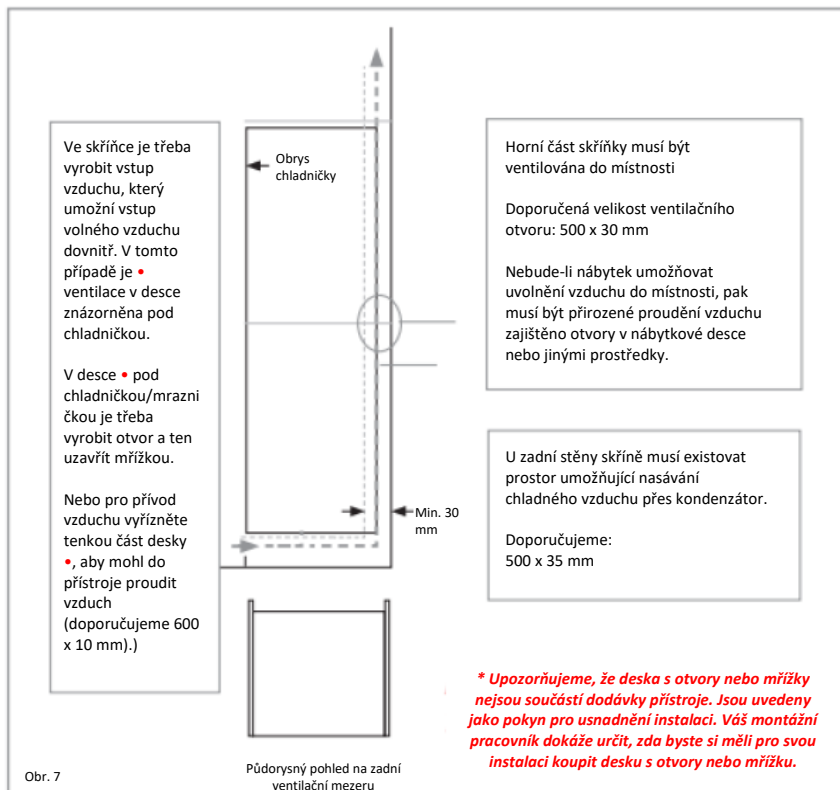 Ve skříňce je třeba
vyrobit vstup
vzduchu, který
umožní vstup
volného vzduchu
dovnitř. V tomto
případě je •
ventilace v desce
znázorněna pod
chladničkou.
V desce • pod
chladničkou/mrazni
čkou je třeba
vyrobit otvor a ten
uzavřít mřížkou.
Nebo pro přívod
vzduchu vyřízněte
tenkou část desky
•, aby mohl do
přístroje proudit
vzduch
(doporučujeme 600
x 10 mm).)
Obrys
chladničky
Min. 30
mm
Horní část skříňky musí být
ventilována do místnosti
Doporučená velikost ventilačního
otvoru: 500 x 30 mm
Nebude-li nábytek umožňovat
uvolnění vzduchu do místnosti, pak
musí být přirozené proudění vzduchu
zajištěno otvory v nábytkové desce
nebo jinými prostředky.
U zadní stěny skříně musí existovat
prostor umožňující nasávání
chladného vzduchu přes kondenzátor.
Doporučujeme:
500 x 35 mm
* Upozorňujeme, že deska s otvory nebo mřížky
nejsou součástí dodávky přístroje. Jsou uvedeny
jako pokyn pro usnadnění instalaci. Váš montážní
pracovník dokáže určit, zda byste si měli pro svou
instalaci koupit desku s otvory nebo mřížku.
Obr. 7
Půdorysný pohled na zadní
ventilační mezeru